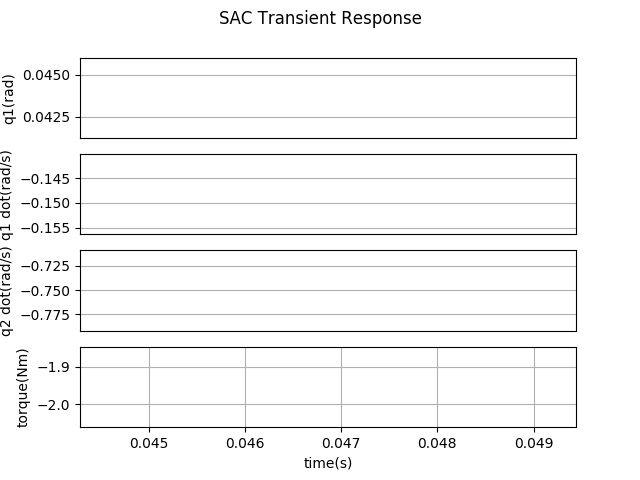 SAC Transient Response
q1(rad)
0.0450
0.0425
q1 dot(rad/s)
−0.145
−0.150
−0.155
q2 dot(rad/s)
−0.725
−0.750
−0.775
torque(Nm)
−1.9
−2.0
0.045 0.046 0.047 0.048 0.049
time(s)